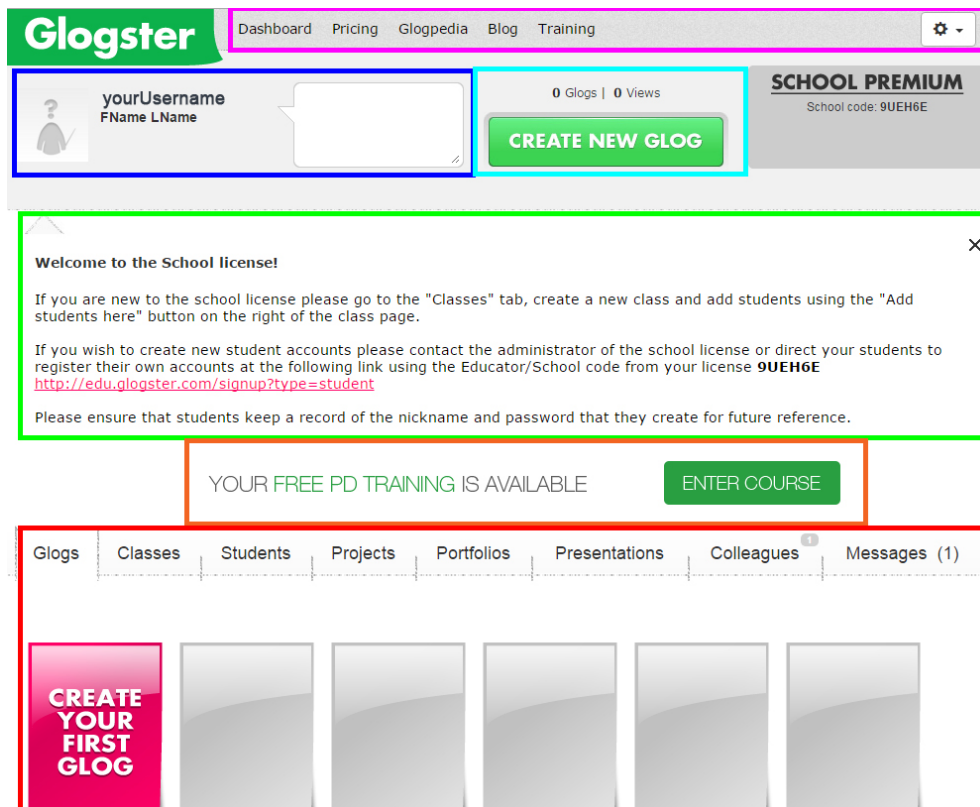 Glogster
Dashboard Pricing Glogpedia Blog Training
yourUsername
FName LName
0 Glogs | 0 Views
CREATE NEW GLOG
SCHOOL PREMIUM
School code: 9UEH6E
Welcome to the School license!
If you are new to the school license please go to the "Classes" tab, create a new class and add students using the "Add
students here" button on the right of the class page.
If you wish to create new student accounts please contact the administrator of the school license or direct your students to
register their own accounts at the following link using the Educator/School code from your license 9UEH6E
http://edu.glogster.com/signup?type=student
Please ensure that students keep a record of the nickname and password that they create for future reference.
YOUR FREE PD TRAINING IS AVAILABLE
ENTER COURSE
Glogs Classes Students Projects Portfolios Presentations Colleagues 1 Messages (1)
CREATE
YOUR
FIRST
GLOG